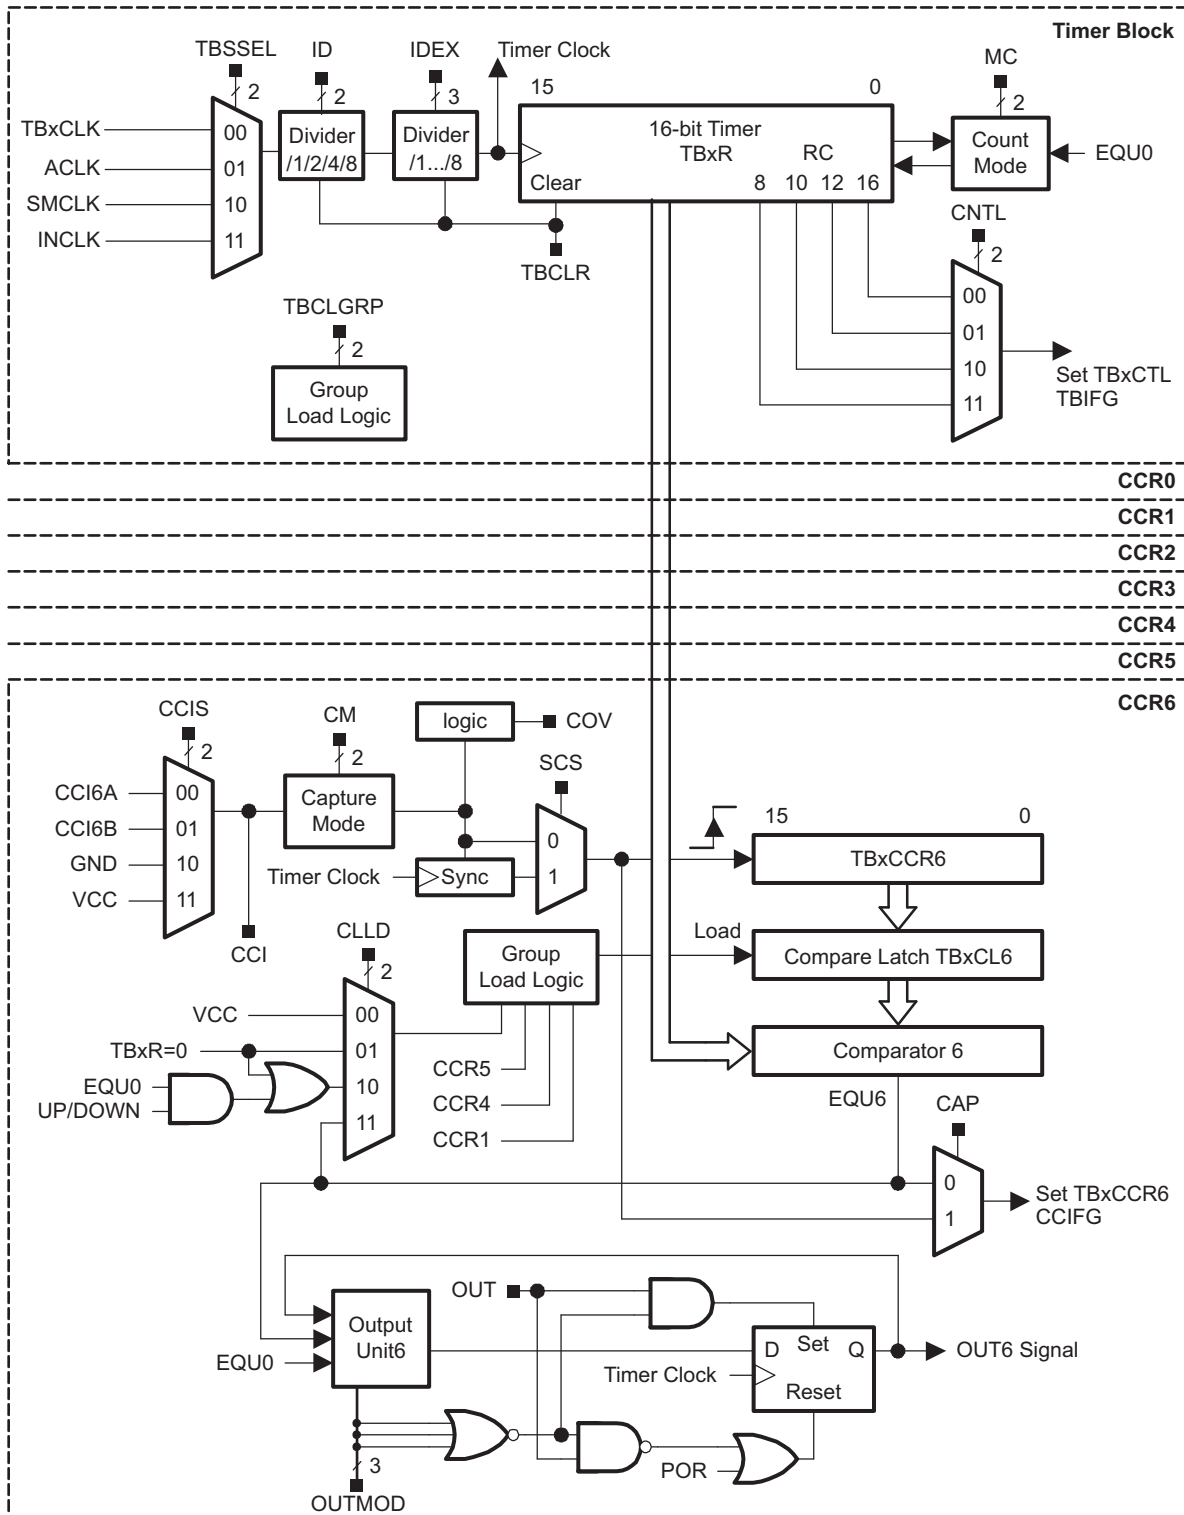 Timer Block
TBSSEL
ID
IDEX
Timer Clock
MC
2
2
3
15
0
2
TBxCLK
ACLK
SMCLK
INCLK
00
01
10
11
Divider
/1/2/4/8
Divider
/1.../8
16-bit Timer
TBxR
RC
Clear
8
10
12
16
Count
Mode
EQU0
TBCLR
CNTL
2
00
01
10
11
Set TBxCTL
TBIFG
TBCLGRP
2
Group
Load Logic
CCR0
CCR1
CCR2
CCR3
CCR4
CCR5
CCR6
CCIS
2
CM
2
logic
COV
SCS
CCI6A
CCI6B
GND
VCC
00
01
10
11
Capture
Mode
Timer Clock
Sync
0
1
15
0
TBxCCR6
CCI
CLLD
2
Group
Load Logic
Load
Compare Latch TBxCL6
VCC
TBxR=0
EQU0
UP/DOWN
00
01
10
11
CCR5
CCR4
CCR1
Comparator 6
EQU6
CAP
0
1
Set TBxCCR6
CCIFG
OUT
Output
Unit6
EQU0
D
Set
Q
Timer Clock
Reset
OUT6 Signal
3
OUTMOD
POR